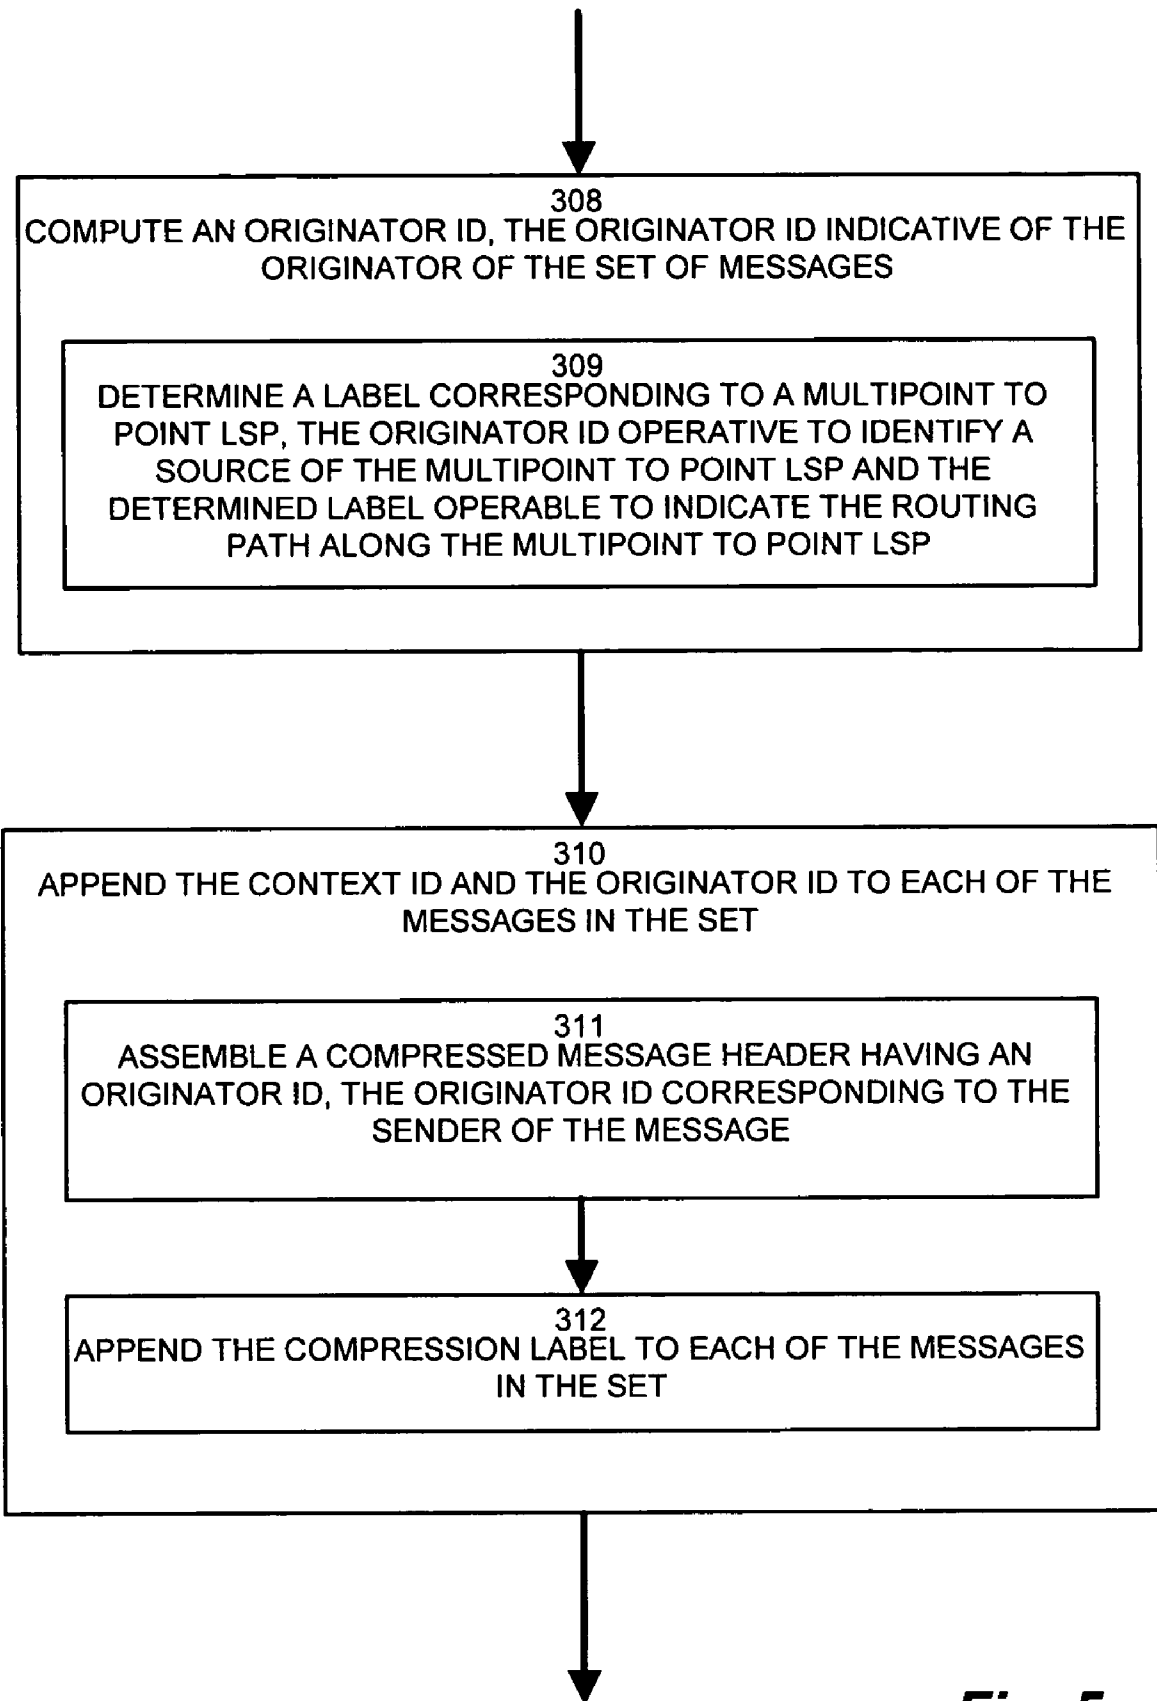 308
COMPUTE AN ORIGINATOR ID, THE ORIGINATOR ID INDICATIVE OF THE
ORIGINATOR OF THE SET OF MESSAGES
309
DETERMINE A LABEL CORRESPONDING TO A MULTIPOINT TO
POINT LSP, THE ORIGINATOR ID OPERATIVE TO IDENTIFY A
SOURCE OF THE MULTIPOINT TO POINT LSP AND THE
DETERMINED LABEL OPERABLE TO INDICATE THE ROUTING
PATH ALONG THE MULTIPOINT TO POINT LSP
310
APPEND THE CONTEXT ID AND THE ORIGINATOR ID TO EACH OF THE
MESSAGES IN THE SET
311
ASSEMBLE A COMPRESSED MESSAGE HEADER HAVING AN
ORIGINATOR ID, THE ORIGINATOR ID CORRESPONDING TO THE
SENDER OF THE MESSAGE
312
APPEND THE COMPRESSION LABEL TO EACH OF THE MESSAGES
IN THE SET